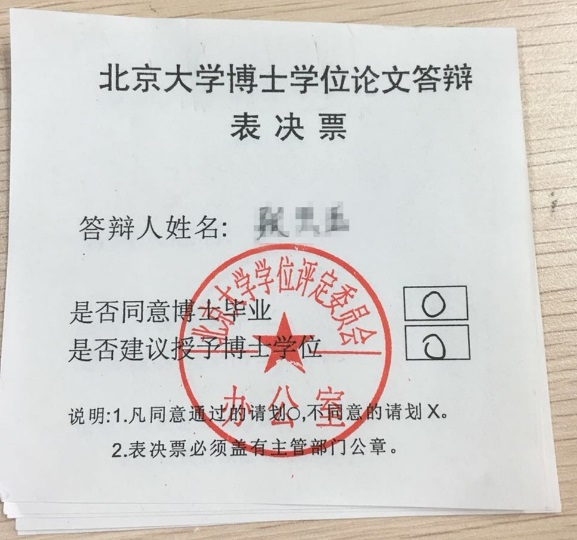 北京大学博士学位论文答辩
表决票
答辩人姓名:
北京大学学位评定委员会
是否同意博士毕业 O
是否建议授予博士学位 O
办公室
说明:1.凡同意通过的请划○,不同意的请划X。
2.表决票必须盖有主管部门公章。